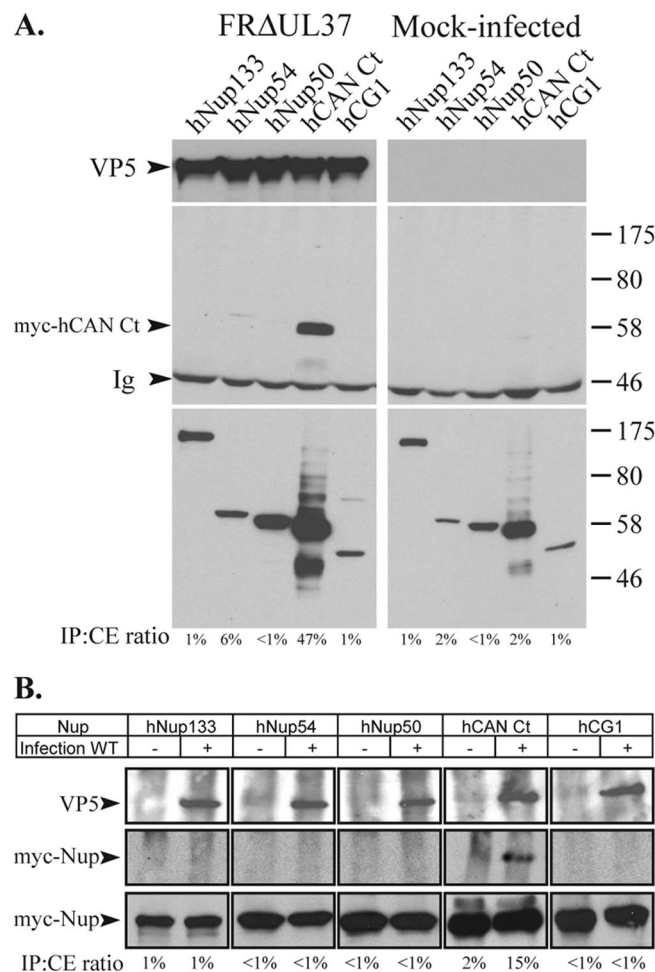 A.
FRΔUL37 Mock-infected
hNup133 hNup54 hNup50 hCAN Ct hCG1 hNup133 hNup54 hNup50 hCAN Ct hCG1
VP5
175
80
myc-hCAN Ct 58
Ig 46
175
80
58
46
IP:CE ratio 1% 6% <1% 47% 1% 1% 2% <1% 2% 1%
B.
Nup hNup133 hNup54 hNup50 hCAN Ct hCG1
Infection WT - + - + - + - + - +
VP5
myc-Nup
myc-Nup
IP:CE ratio 1% 1% <1% <1% <1% <1% 2% 15% <1% <1%